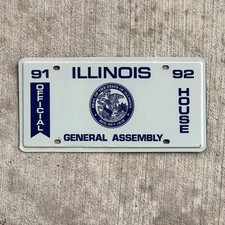 91 ILLINOIS 92
OFFICIAL
HOUSE
GENERAL ASSEMBLY